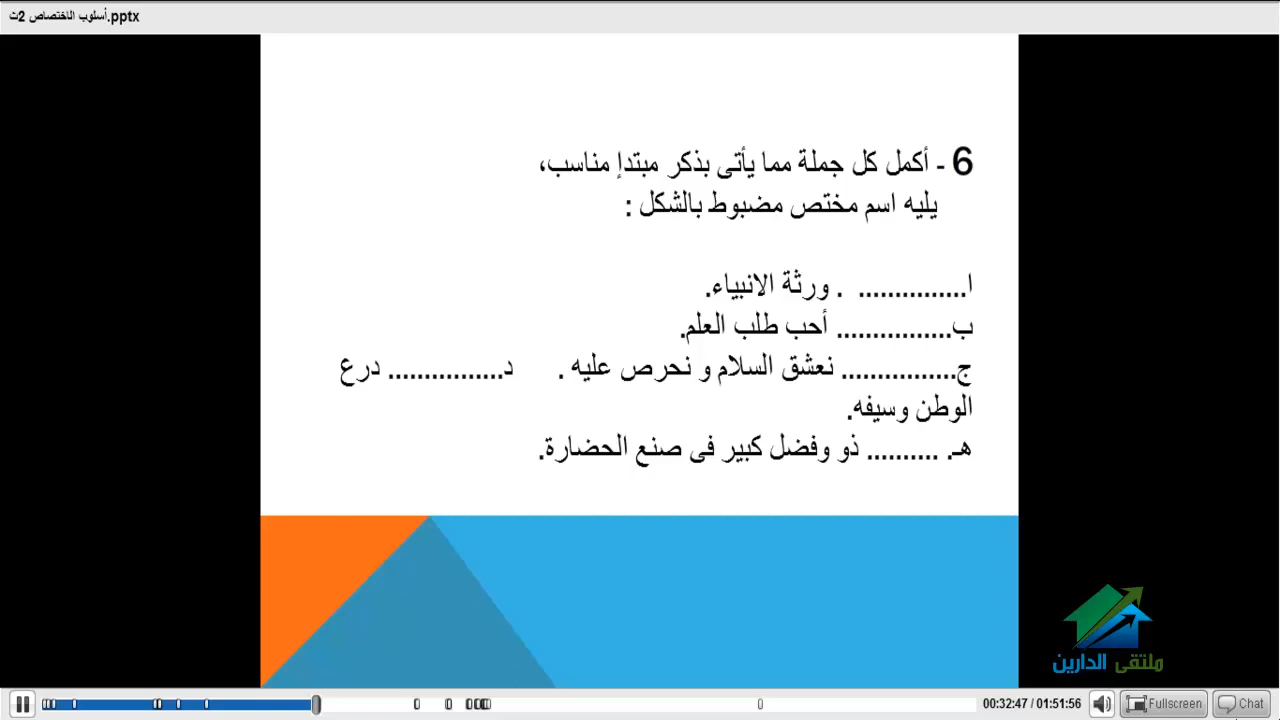 أسلوب الاختصاص 2ث.pptx
6 - أكمل كل جملة مما يأتى بذكر مبتدإ مناسب،
يليه اسم مختص مضبوط بالشكل :
ا............... . ورثة الانبياء.
ب................ أحب طلب العلم.
ج................ نعشق السلام و نحرص عليه . د................ درع
الوطن وسيفه.
هـ. .......... ذو وفضل كبير فى صنع الحضارة.
ملتقى الدارين
00:32:47 / 01:51:56
Fullscreen
Chat